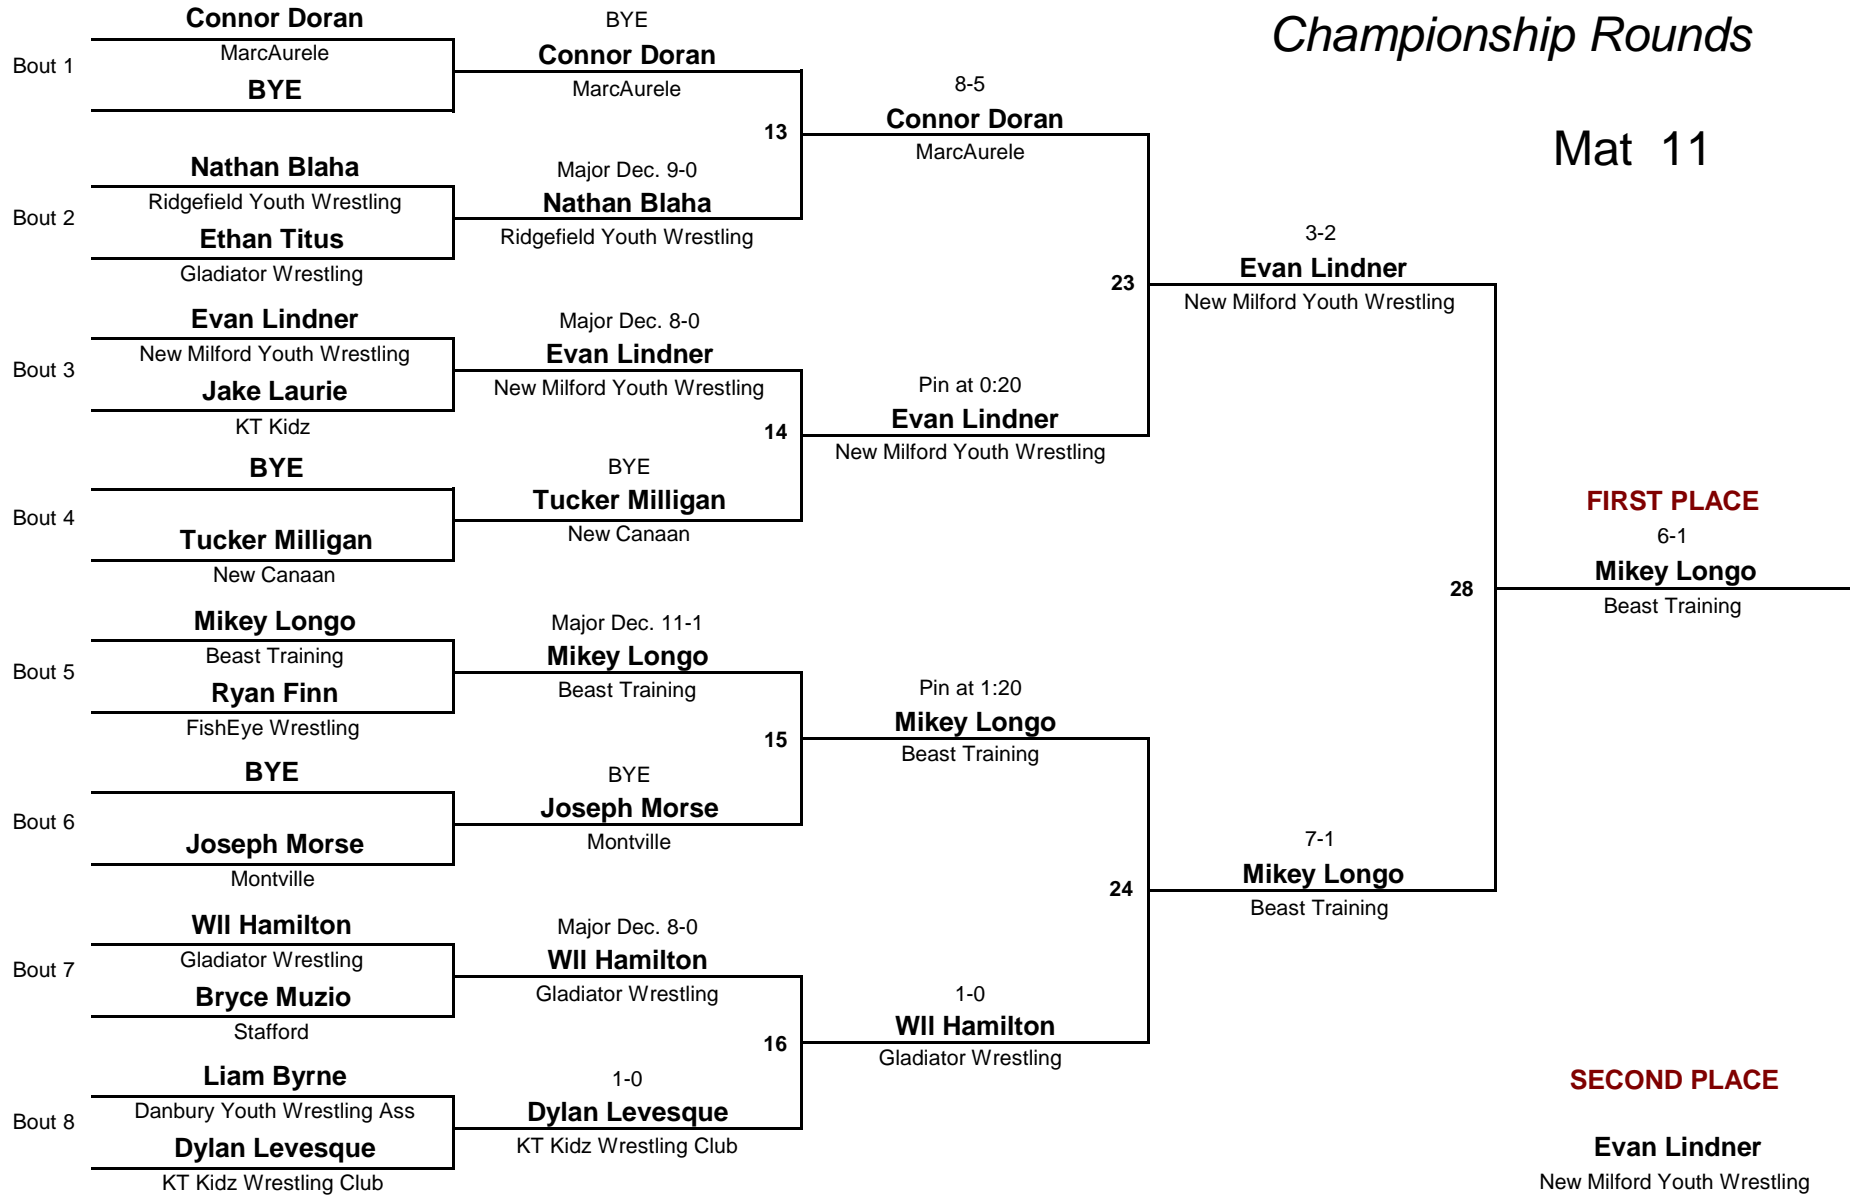 Championship Rounds
Mat 11
Bout 1
Connor Doran
MarcAurele
BYE
Bout 2
Nathan Blaha
Ridgefield Youth Wrestling
Ethan Titus
Gladiator Wrestling
Bout 3
Evan Lindner
New Milford Youth Wrestling
Jake Laurie
KT Kidz
Bout 4
BYE
Tucker Milligan
New Canaan
Bout 5
Mikey Longo
Beast Training
Ryan Finn
FishEye Wrestling
Bout 6
BYE
Joseph Morse
Montville
Bout 7
WIl Hamilton
Gladiator Wrestling
Bryce Muzio
Stafford
Bout 8
Liam Byrne
Danbury Youth Wrestling Ass
Dylan Levesque
KT Kidz Wrestling Club
BYE
Connor Doran
MarcAurele
13
Major Dec. 9-0
Nathan Blaha
Ridgefield Youth Wrestling
Major Dec. 8-0
Evan Lindner
New Milford Youth Wrestling
14
BYE
Tucker Milligan
New Canaan
Major Dec. 11-1
Mikey Longo
Beast Training
15
BYE
Joseph Morse
Montville
Major Dec. 8-0
WIl Hamilton
Gladiator Wrestling
16
1-0
Dylan Levesque
KT Kidz Wrestling Club
8-5
Connor Doran
MarcAurele
23
Pin at 0:20
Evan Lindner
New Milford Youth Wrestling
Pin at 1:20
Mikey Longo
Beast Training
24
1-0
WIl Hamilton
Gladiator Wrestling
3-2
Evan Lindner
New Milford Youth Wrestling
28
7-1
Mikey Longo
Beast Training
FIRST PLACE
6-1
Mikey Longo
Beast Training
SECOND PLACE
Evan Lindner
New Milford Youth Wrestling